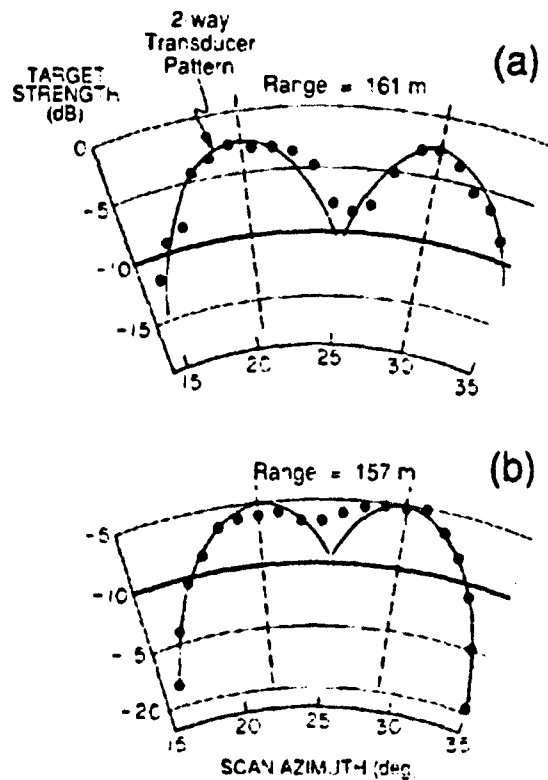 2-way
Transducer
Pattern
(a)
TARGET
STRENGTH
(dB)
Range = 161 m
0
-5
-10
-15
15
20
25
30
35
(b)
Range = 157 m
-5
-10
-15
-20
15
20
25
30
35
SCAN AZIMUTH (deg.